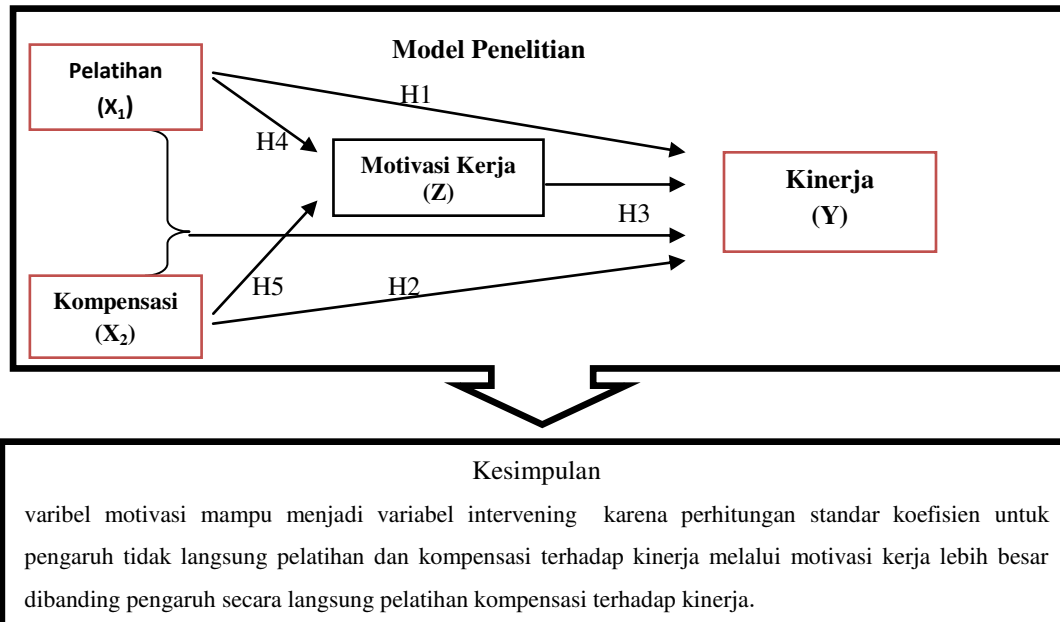 Model Penelitian
Pelatihan
(X₁)
H1
H4
Motivasi Kerja
(Z)
Kinerja
(Y)
H3
H5
H2
Kompensasi
(X₂)
Kesimpulan
varibel motivasi mampu menjadi variabel intervening karena perhitungan standar koefisien untuk
pengaruh tidak langsung pelatihan dan kompensasi terhadap kinerja melalui motivasi kerja lebih besar
dibanding pengaruh secara langsung pelatihan kompensasi terhadap kinerja.